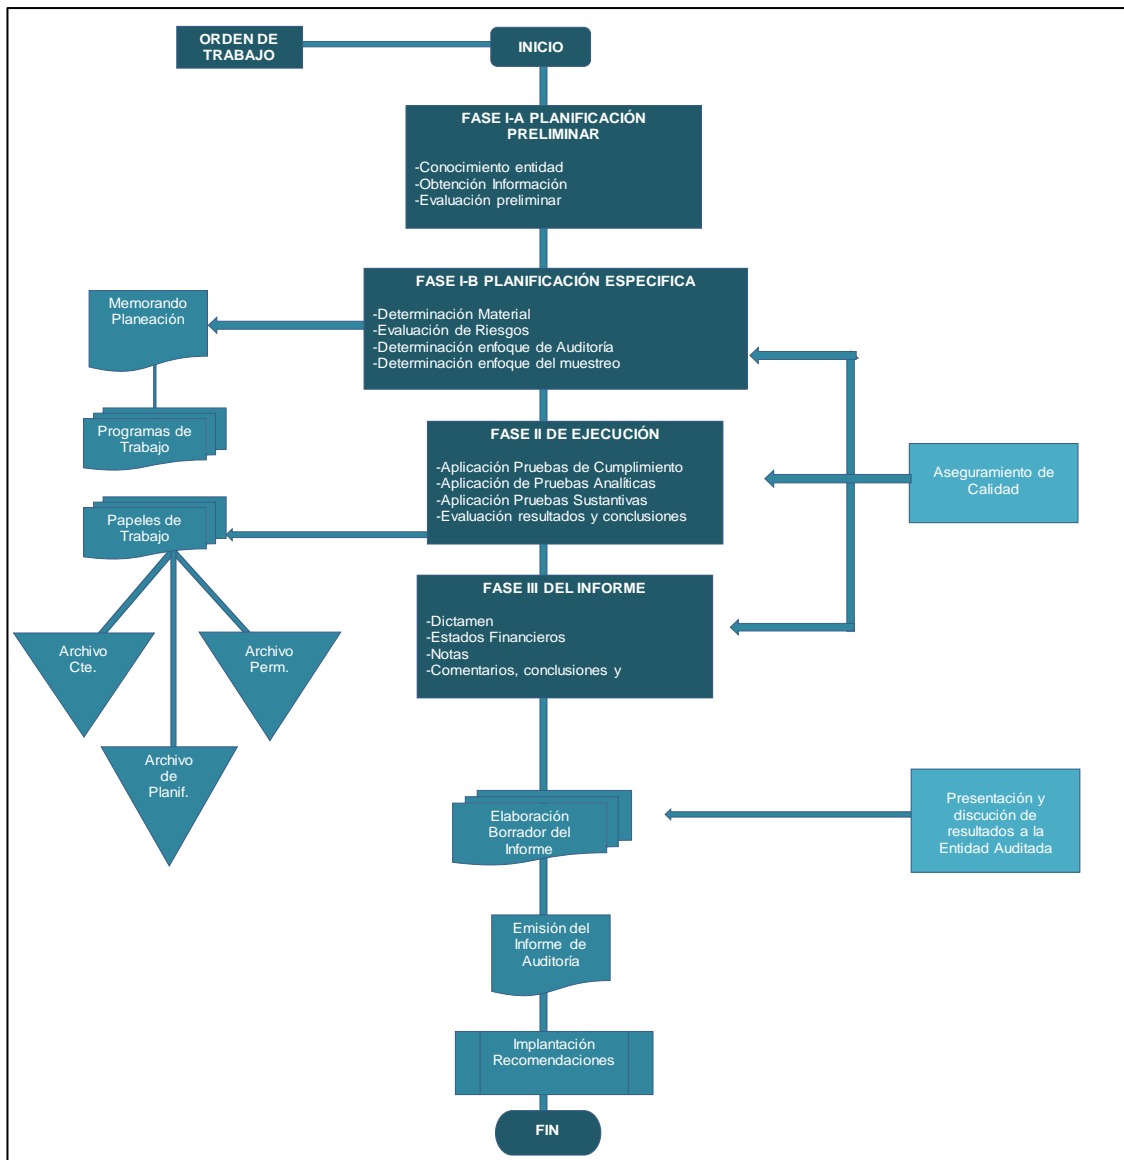 ORDEN DE
TRABAJO
INICIO
FASE I-A PLANIFICACIÓN
PRELIMINAR
-Conocimiento entidad
-Obtención Información
-Evaluación preliminar
FASE I-B PLANIFICACIÓN ESPECIFICA
-Determinación Material
-Evaluación de Riesgos
-Determinación enfoque de Auditoría
-Determinación enfoque del muestreo
Memorando
Planeación
Programas de
Trabajo
FASE II DE EJECUCIÓN
-Aplicación Pruebas de Cumplimiento
-Aplicación de Pruebas Analíticas
-Aplicación Pruebas Sustantivas
-Evaluación resultados y conclusiones
Aseguramiento de
Calidad
Papeles de
Trabajo
Archivo
Cte.
Archivo
Perm.
Archivo
de
Planif.
FASE III DEL INFORME
-Dictamen
-Estados Financieros
-Notas
-Comentarios, conclusiones y
Elaboración
Borrador del
Informe
Presentación y
discución de
resultados a la
Entidad Auditada
Emisión del
Informe de
Auditoría
Implantación
Recomendaciones
FIN